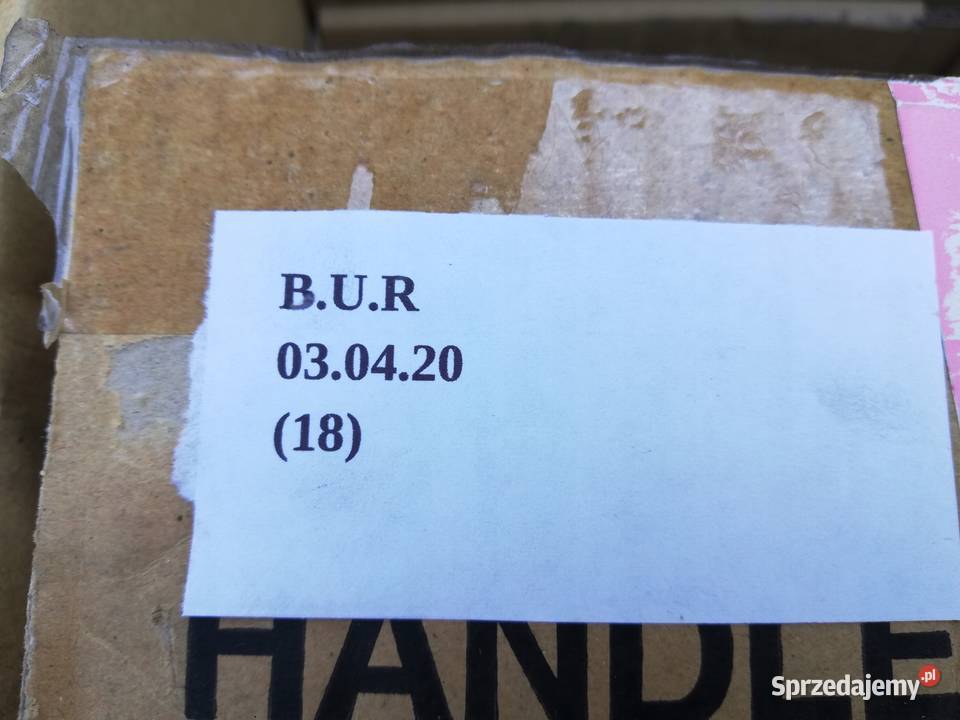 B.U.R
03.04.20
(18)
HANDLE
Sprzedajemy.pl